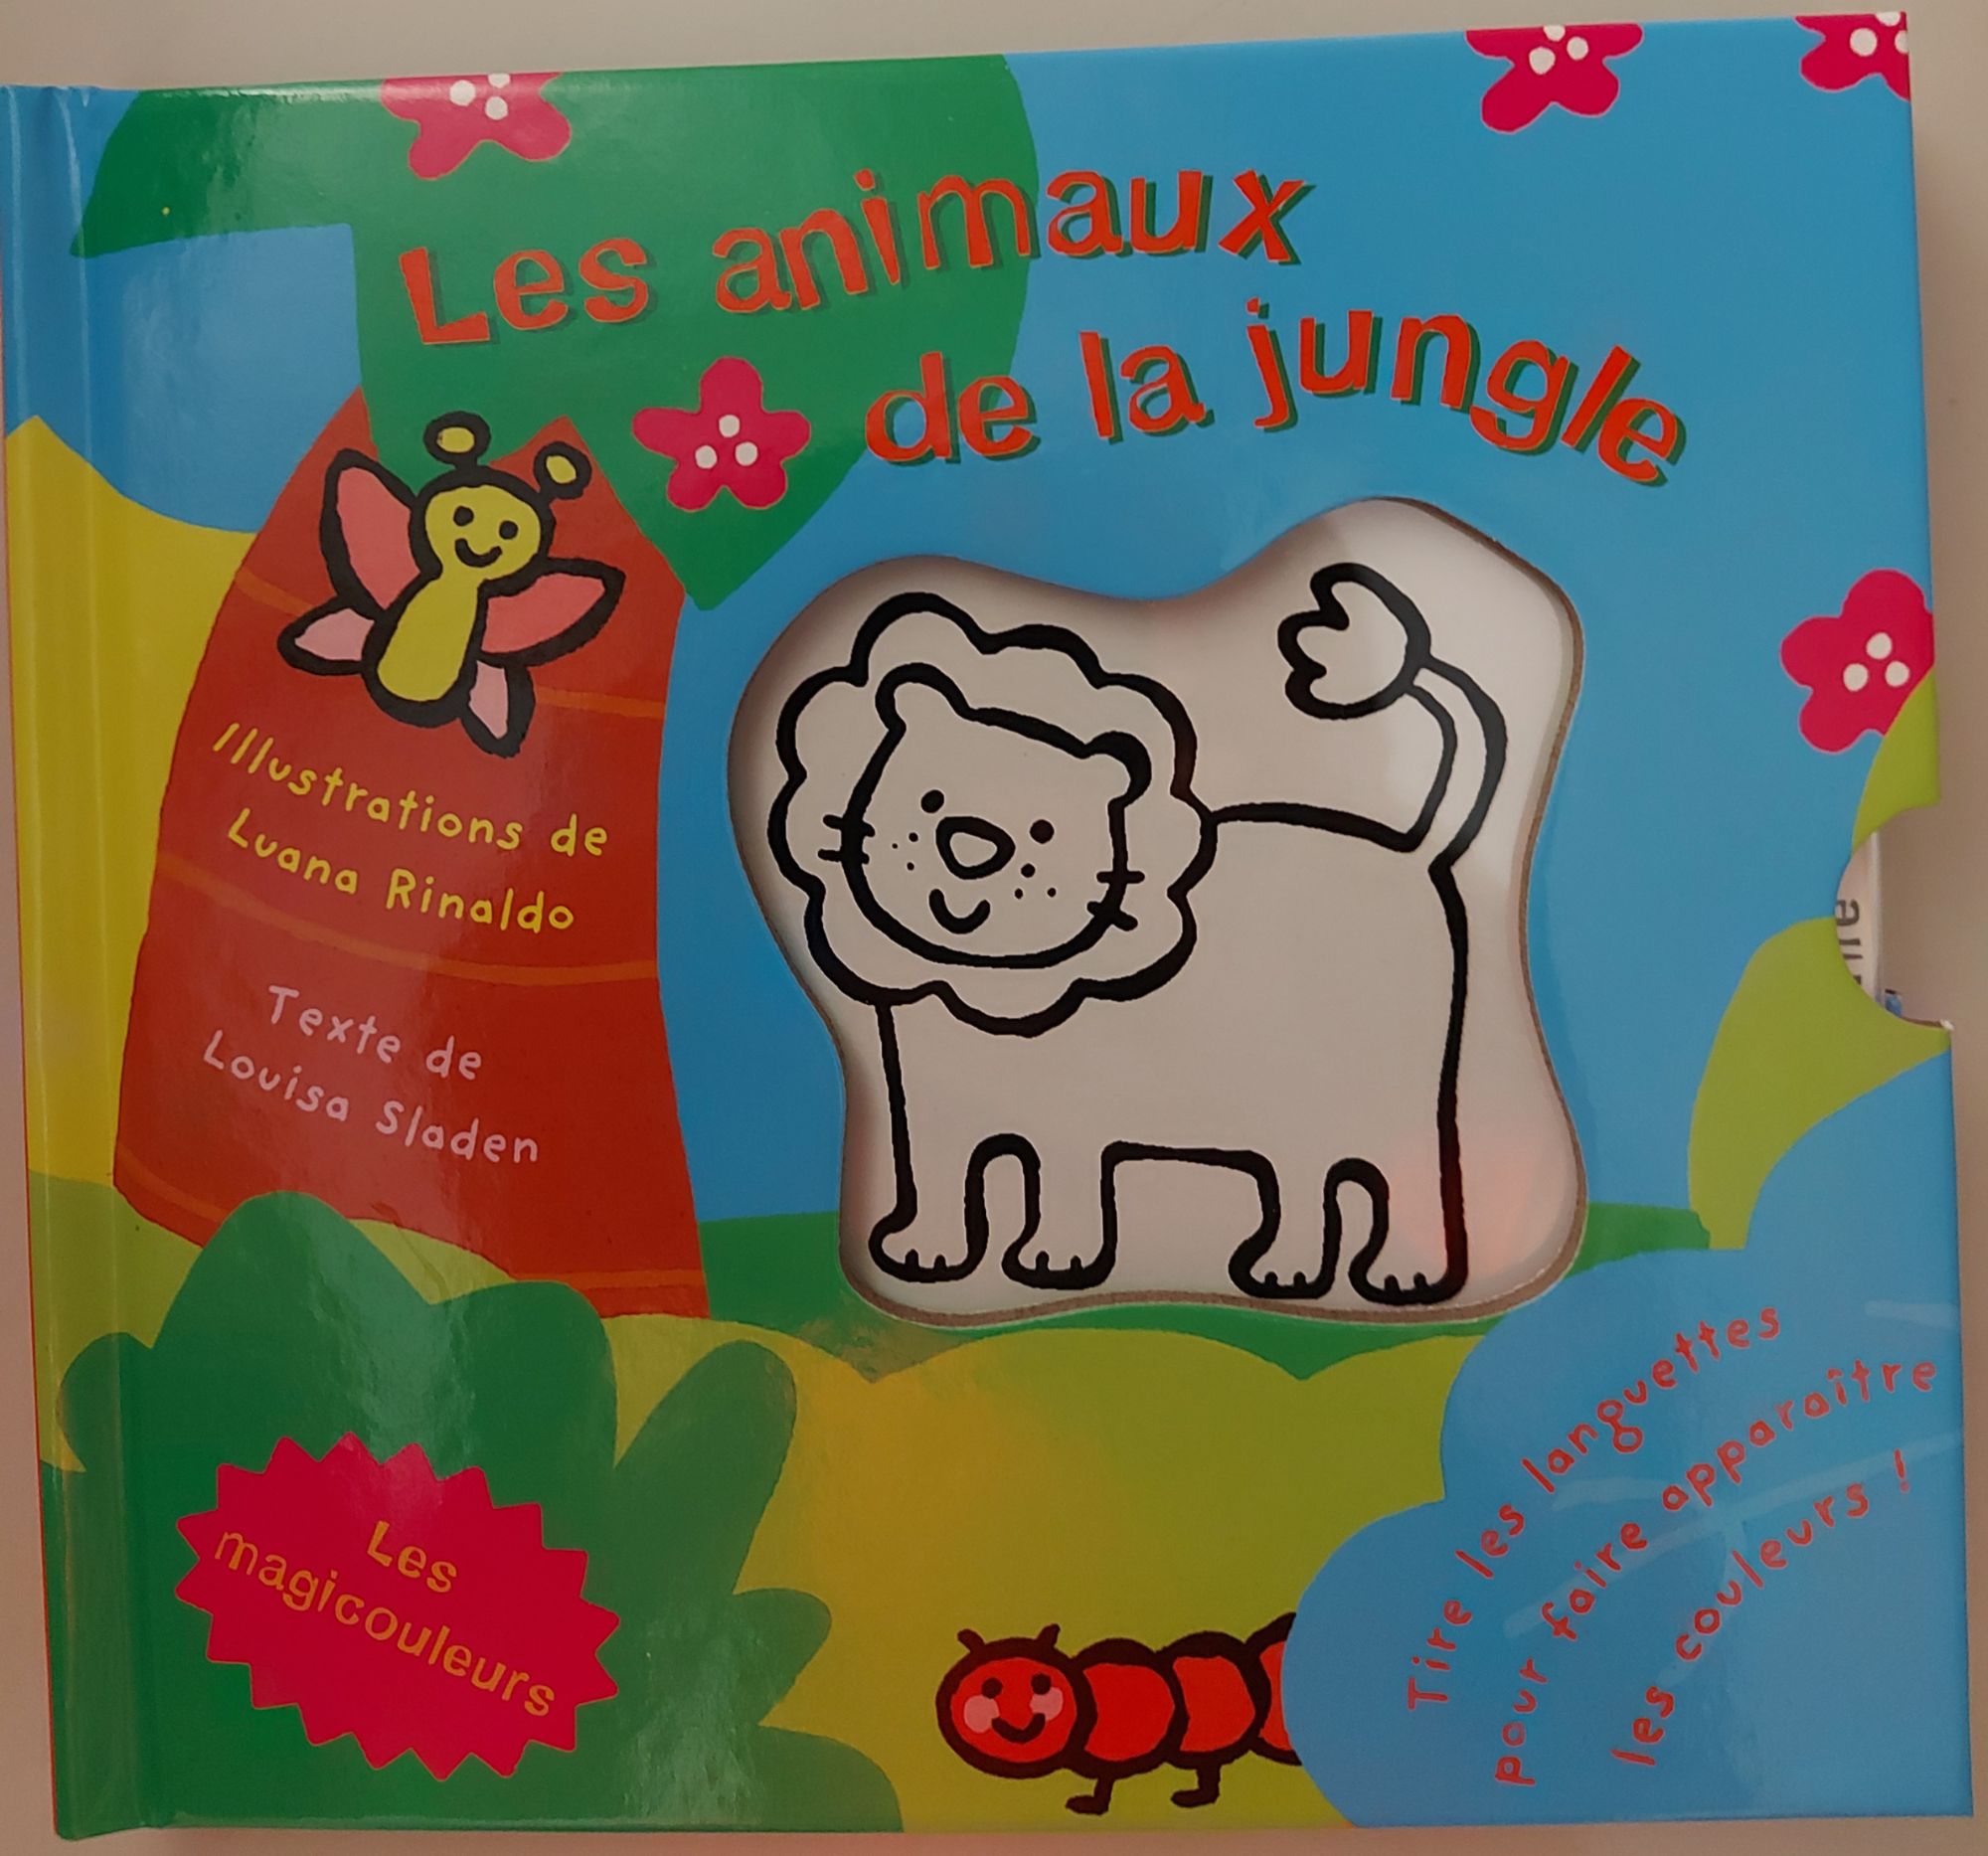 Les animaux
de la jungle
Illustrations de
Luana Rinaldo
Texte de
Louisa Sladen
Les
magicouleurs
Tire les languettes
pour faire apparaître
les couleurs !